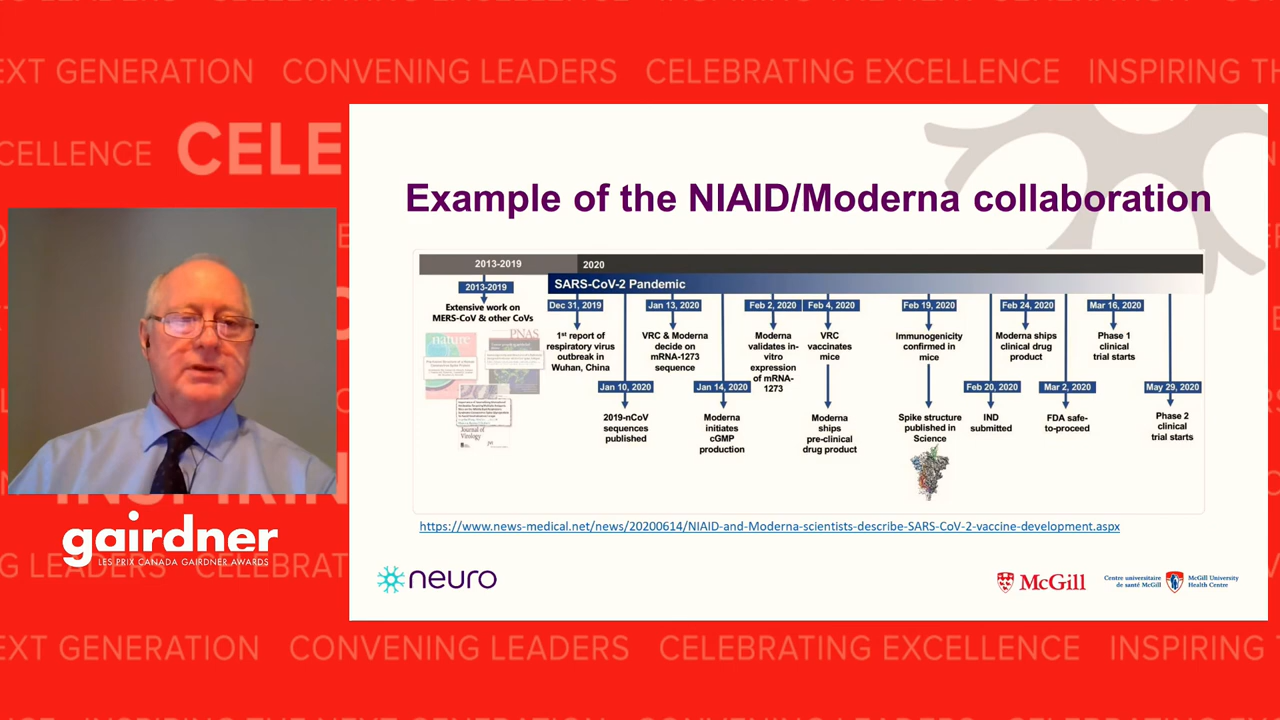 EXT GENERATION CONVENING LEADERS CELEBRATING EXCELLENCE INSPIRING TH
CELLENCE CELE
Example of the NIAID/Moderna collaboration
2013-2019
2020
SARS-CoV-2 Pandemic
2013-2019
Extensive work on
MERS-CoV & other CoVs
nature
PNAS
Journal of
Virology
Dec 31, 2019
1st report of
respiratory virus
outbreak in
Wuhan, China
Jan 10, 2020
2019-nCoV
sequences
published
Jan 13, 2020
VRC & Moderna
decide on
mRNA-1273
sequence
Jan 14, 2020
Moderna
initiates
cGMP
production
Feb 2, 2020
Moderna
validates in-
vitro
expression
of mRNA-
1273
Feb 4, 2020
VRC
vaccinates
mice
Moderna
ships
pre-clinical
drug product
Feb 19, 2020
Immunogenicity
confirmed in
mice
Spike structure
published in
Science
Feb 20, 2020
IND
submitted
Feb 24, 2020
Moderna ships
clinical drug
product
Mar 2, 2020
FDA safe-
to-proceed
Mar 16, 2020
Phase 1
clinical
trial starts
May 29, 2020
Phase 2
clinical
trial starts
https://www.news-medical.net/news/20200614/NIAID-and-Moderna-scientists-describe-SARS-CoV-2-vaccine-development.aspx
INSPIRIN
gairdner
LES PRIX CANADA GAIRDNER AWARDS
G LEADERS CELEBRAT
neuro
McGill
Centre universitaire
de santé McGill
McGill University
Health Centre
EXT GENERATION CONVENING LEADERS CELEBRATING EXCELLENCE INSPIRING